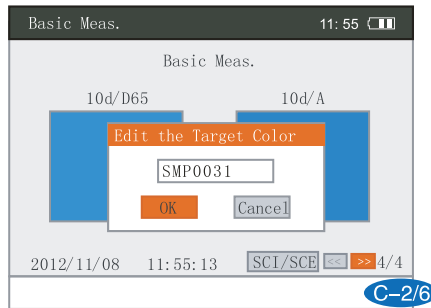 Basic Meas. 11:55
Basic Meas.
10d/D65 10d/A
Edit the Target Color
SMP0031
OK Cancel
2012/11/08 11:55:13 SCI/SCE << >> 4/4
C-2/6